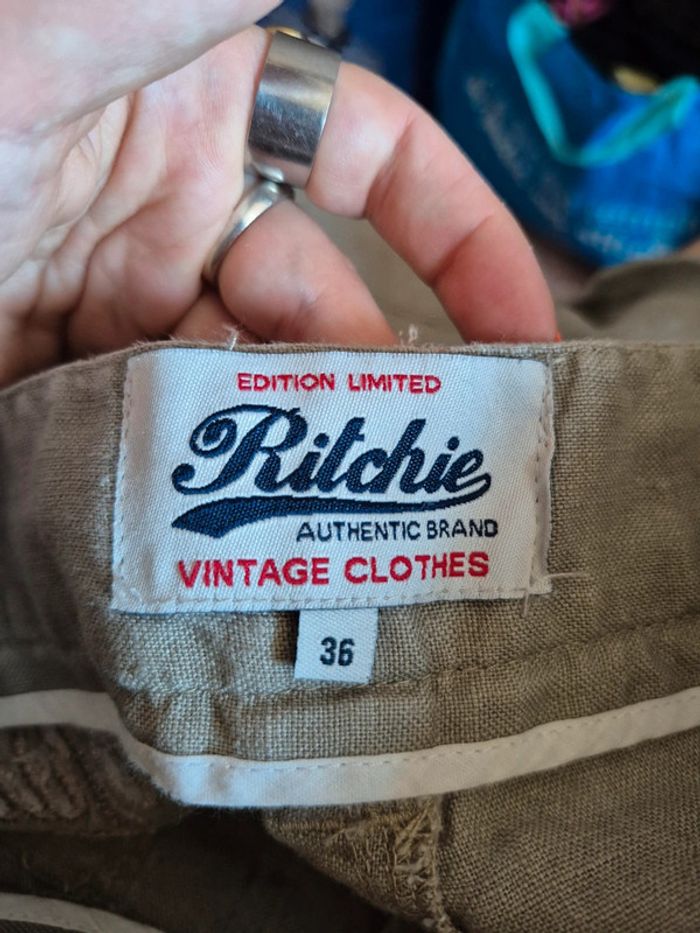 EDITION LIMITED
Ritchie
AUTHENTIC BRAND
VINTAGE CLOTHES
36